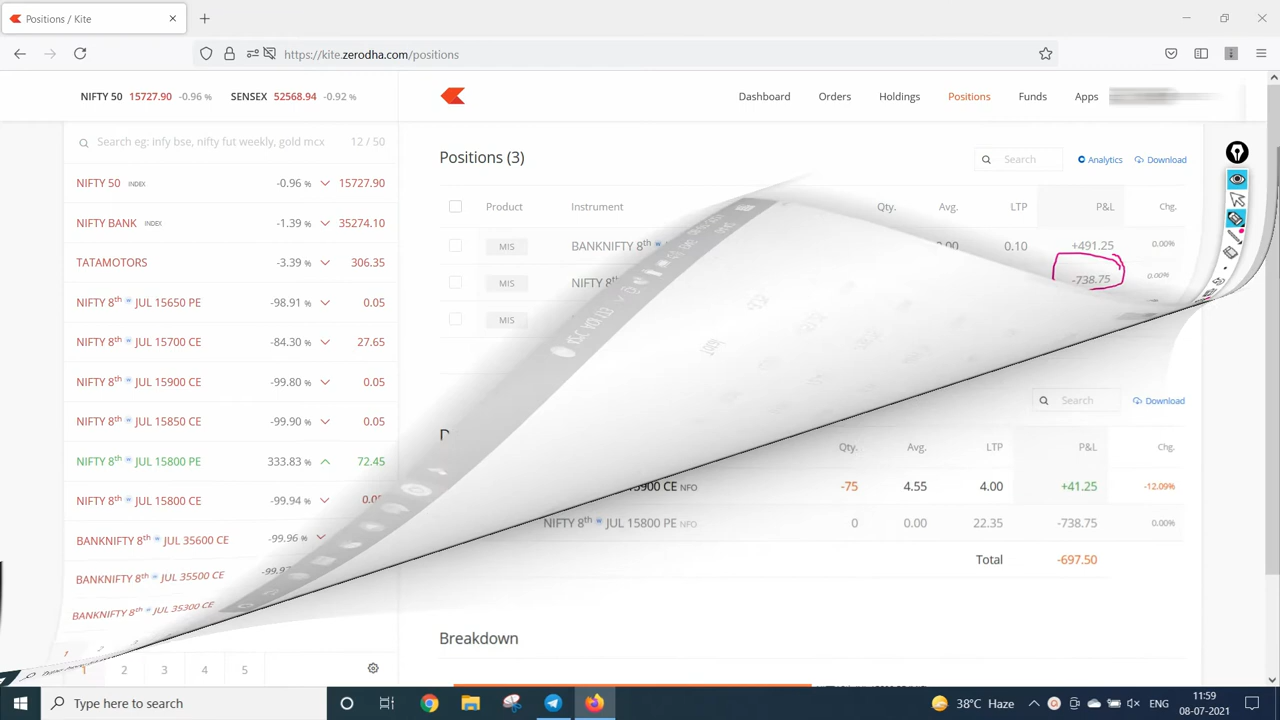 Positions / Kite
https://kite.zerodha.com/positions
NIFTY 50 15727.90 -0.96 % SENSEX 52568.94 -0.92 %
Dashboard Orders Holdings Positions Funds Apps
Search eg: infy bse, nifty fut weekly, gold mcx 12 / 50
NIFTY 50 INDEX -0.96 % 15727.90
NIFTY BANK INDEX -1.39 % 35274.10
TATAMOTORS -3.39 % 306.35
NIFTY 8th W JUL 15650 PE -98.91 % 0.05
NIFTY 8th W JUL 15700 CE -84.30 % 27.65
NIFTY 8th W JUL 15900 CE -99.80 % 0.05
NIFTY 8th W JUL 15850 CE -99.90 % 0.05
NIFTY 8th W JUL 15800 PE 333.83 % 72.45
NIFTY 8th W JUL 15800 CE -99.94 %
BANKNIFTY 8th W JUL 35600 CE -99.96 %
BANKNIFTY 8th W JUL 35500 CE
BANKNIFTY 8th W JUL 35300 CE
1 2 3 4 5
Positions (3)
Search Analytics Download
Product Instrument Qty. Avg. LTP P&L Chg.
MIS BANKNIFTY 8th W 0.10 +491.25 0.00%
MIS NIFTY 8th -738.75 0.00%
MIS
Search Download
Qty. Avg. LTP P&L Chg.
CE NFO -75 4.55 4.00 +41.25 -12.09%
NIFTY 8th W JUL 15800 PE NFO 0 0.00 22.35 -738.75 0.00%
Total -697.50
Breakdown
Type here to search
38°C Haze ENG 11:59
08-07-2021